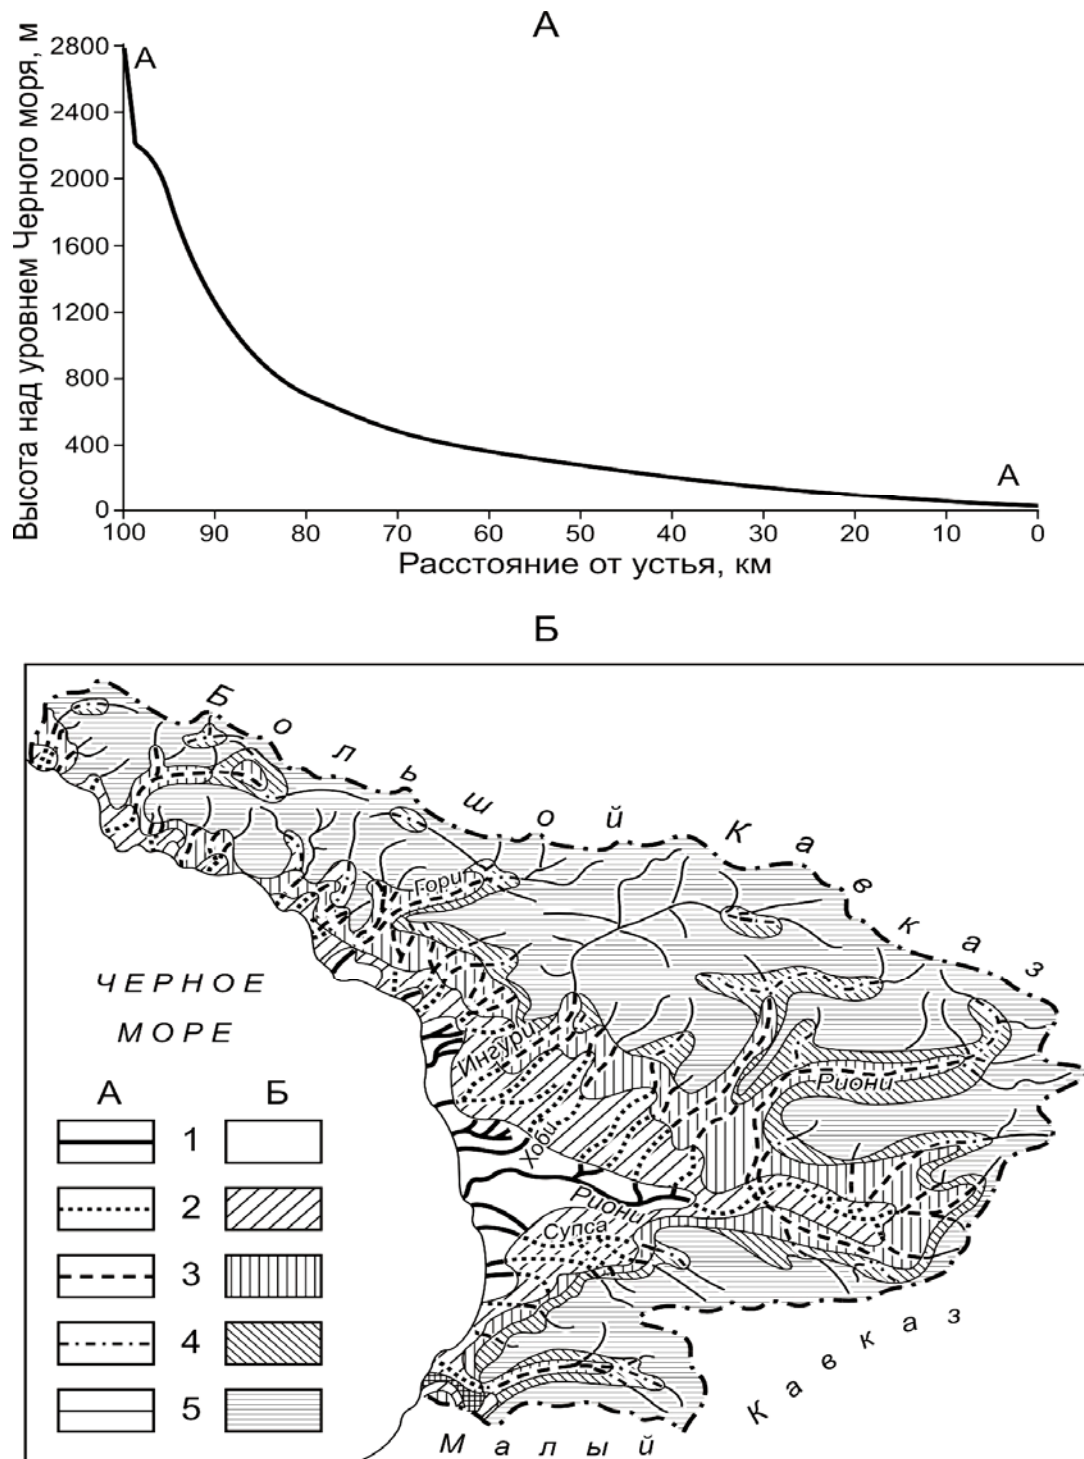 А
Высота над уровнем Черного моря, м
2800
2400
2000
1600
1200
800
400
0
А
А
100 90 80 70 60 50 40 30 20 10 0
Расстояние от устья, км
Б
Большой Кавказ
Гори
ЧЕРНОЕ
МОРЕ
Ингури
Риони
Хоби
Риони
Супса
А Б
1
2
3
4
5
Малый Кавказ